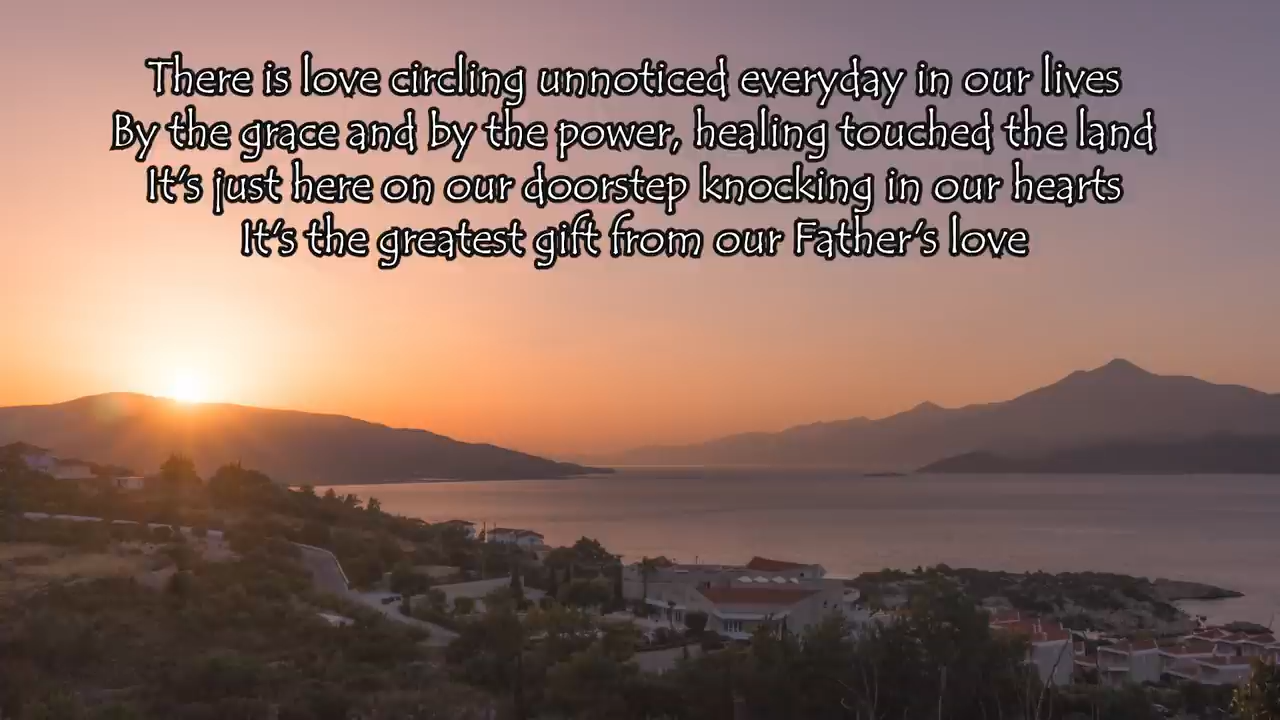 There is love circling unnoticed everyday in our lives
By the grace and by the power, healing touched the land
It's just here on our doorstep knocking in our hearts
It's the greatest gift from our Father's love